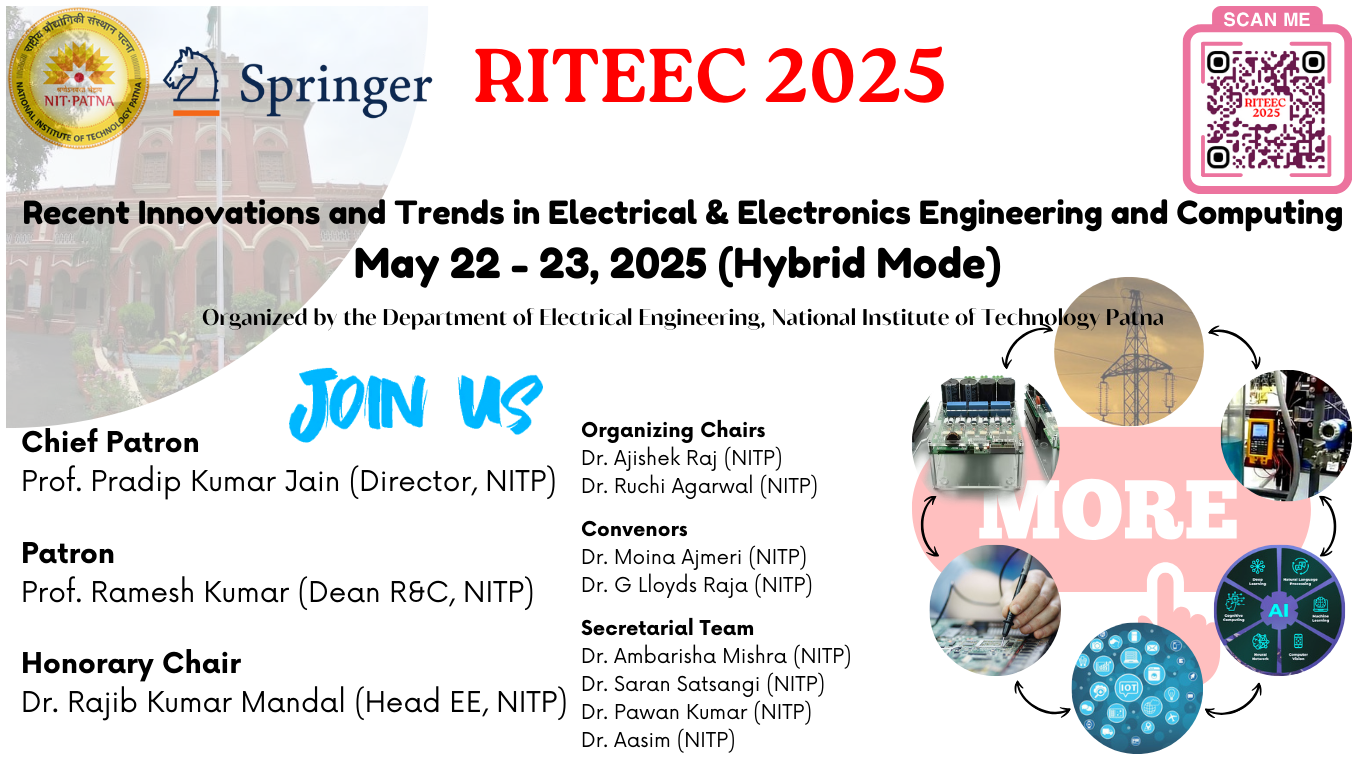 राष्ट्रीय प्रौद्योगिकी संस्थान पटना
NIT-PATNA
NATIONAL INSTITUTE OF TECHNOLOGY PATNA
Springer
RITEEC 2025
SCAN ME
RITEEC
2025
Recent Innovations and Trends in Electrical & Electronics Engineering and Computing
May 22 - 23, 2025 (Hybrid Mode)
Organized by the Department of Electrical Engineering, National Institute of Technology Patna
JOIN US
Chief Patron
Prof. Pradip Kumar Jain (Director, NITP)
Patron
Prof. Ramesh Kumar (Dean R&C, NITP)
Honorary Chair
Dr. Rajib Kumar Mandal (Head EE, NITP)
Organizing Chairs
Dr. Ajishek Raj (NITP)
Dr. Ruchi Agarwal (NITP)
Convenors
Dr. Moina Ajmeri (NITP)
Dr. G Lloyds Raja (NITP)
Secretarial Team
Dr. Ambarisha Mishra (NITP)
Dr. Saran Satsangi (NITP)
Dr. Pawan Kumar (NITP)
Dr. Aasim (NITP)
MORE
Deep
Learning
Natural Language
Processing
Cognitive
Computing
AI
Machine
Learning
Neural
Network
Computer
Vision
IOT